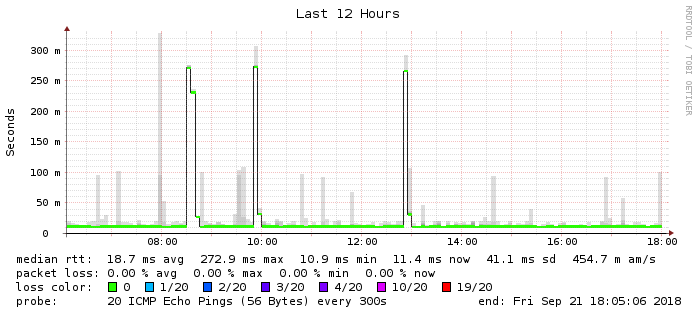 Last 12 Hours
RRDTOOL / TOBI OETIKER
Seconds
300 m
250 m
200 m
150 m
100 m
50 m
0
08:00 10:00 12:00 14:00 16:00 18:00
median rtt: 18.7 ms avg 272.9 ms max 10.9 ms min 11.4 ms now 41.1 ms sd 454.7 m am/s
packet loss: 0.00 % avg 0.00 % max 0.00 % min 0.00 % now
loss color: 0 1/20 2/20 3/20 4/20 10/20 19/20
probe: 20 ICMP Echo Pings (56 Bytes) every 300s end: Fri Sep 21 18:05:06 2018